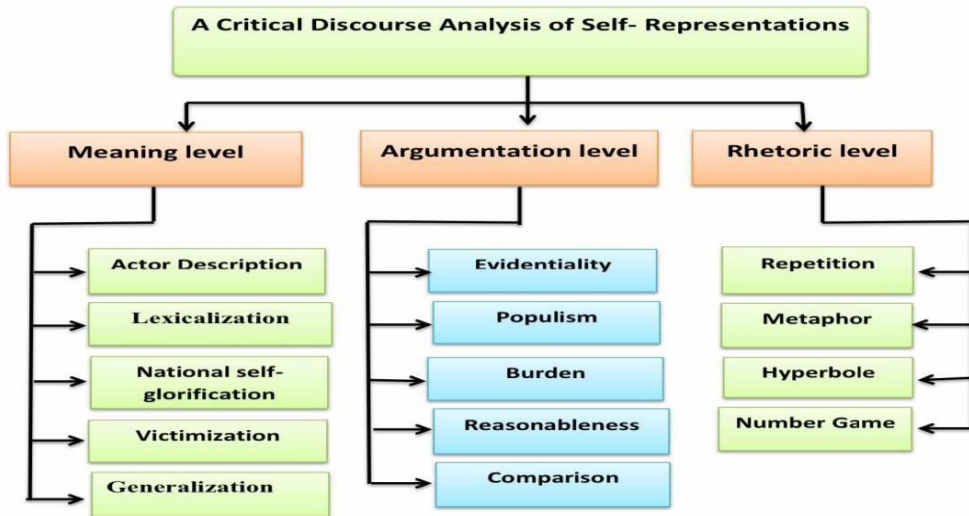 A Critical Discourse Analysis of Self- Representations
Meaning level
Argumentation level
Rhetoric level
Actor Description
Lexicalization
National self-
glorification
Victimization
Generalization
Evidentiality
Populism
Burden
Reasonableness
Comparison
Repetition
Metaphor
Hyperbole
Number Game